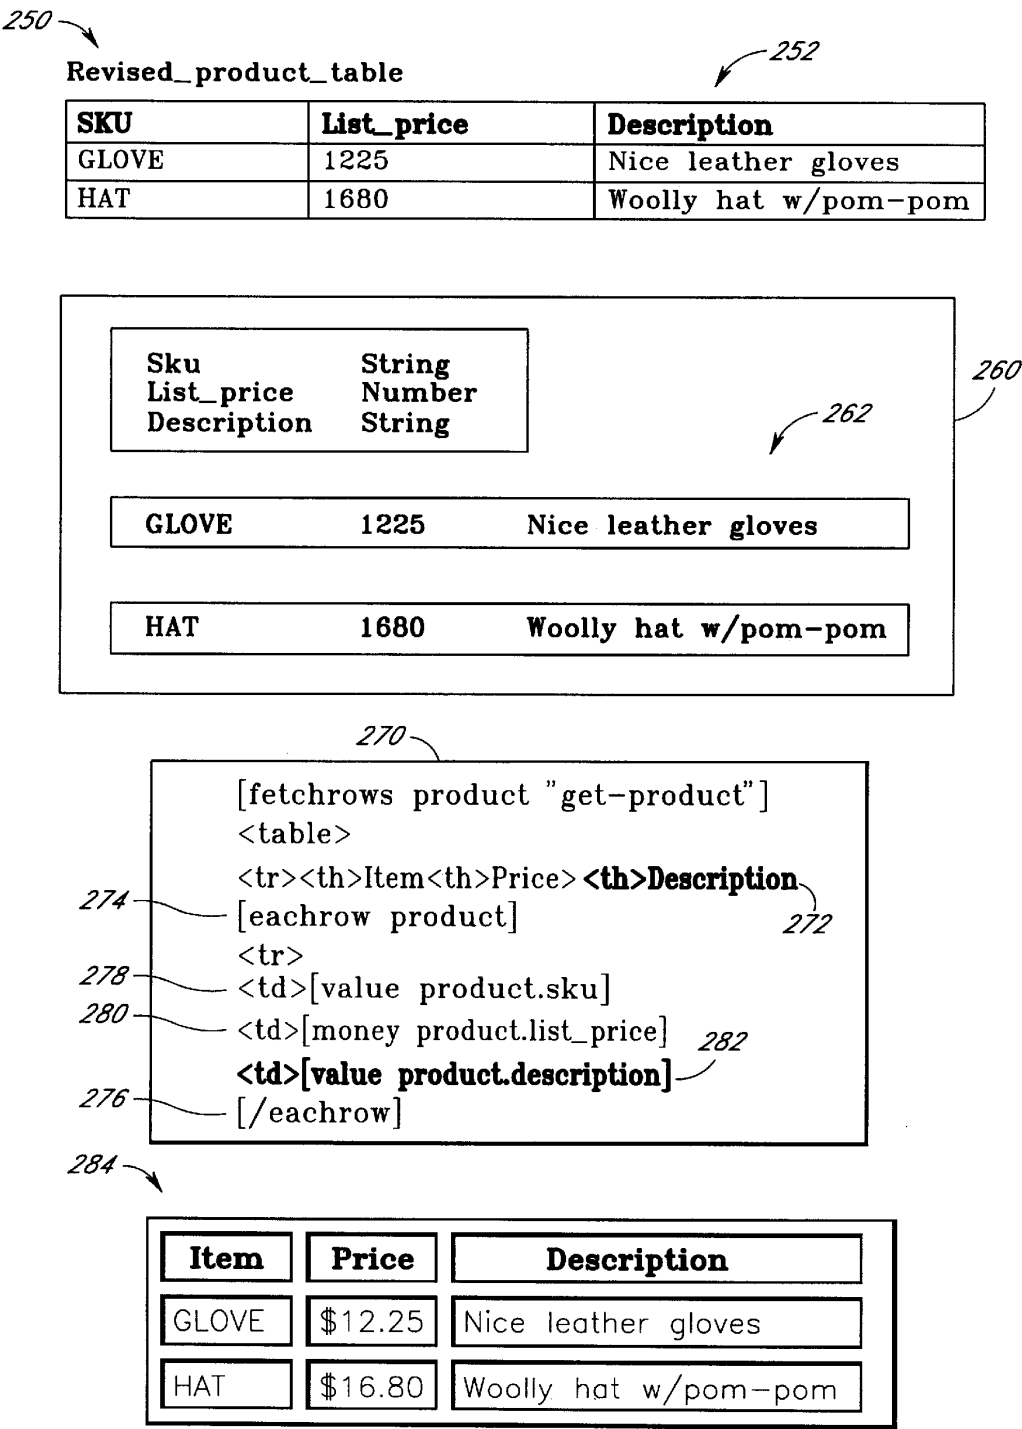 250
252
Revised_product_table
SKU List_price Description
GLOVE 1225 Nice leather gloves
HAT 1680 Woolly hat w/pom-pom
260
Sku String
List_price Number
Description String
262
GLOVE 1225 Nice leather gloves
HAT 1680 Woolly hat w/pom-pom
270
[fetchrows product "get-product"]
<table>
<tr><th>Item<th>Price><th>Description
272
274 [eachrow product]
<tr>
278 <td>[value product.sku]
280 <td>[money product.list_price]
282
<td>[value product.description]
276 [/eachrow]
284
Item Price Description
GLOVE $12.25 Nice leather gloves
HAT $16.80 Woolly hat w/pom-pom